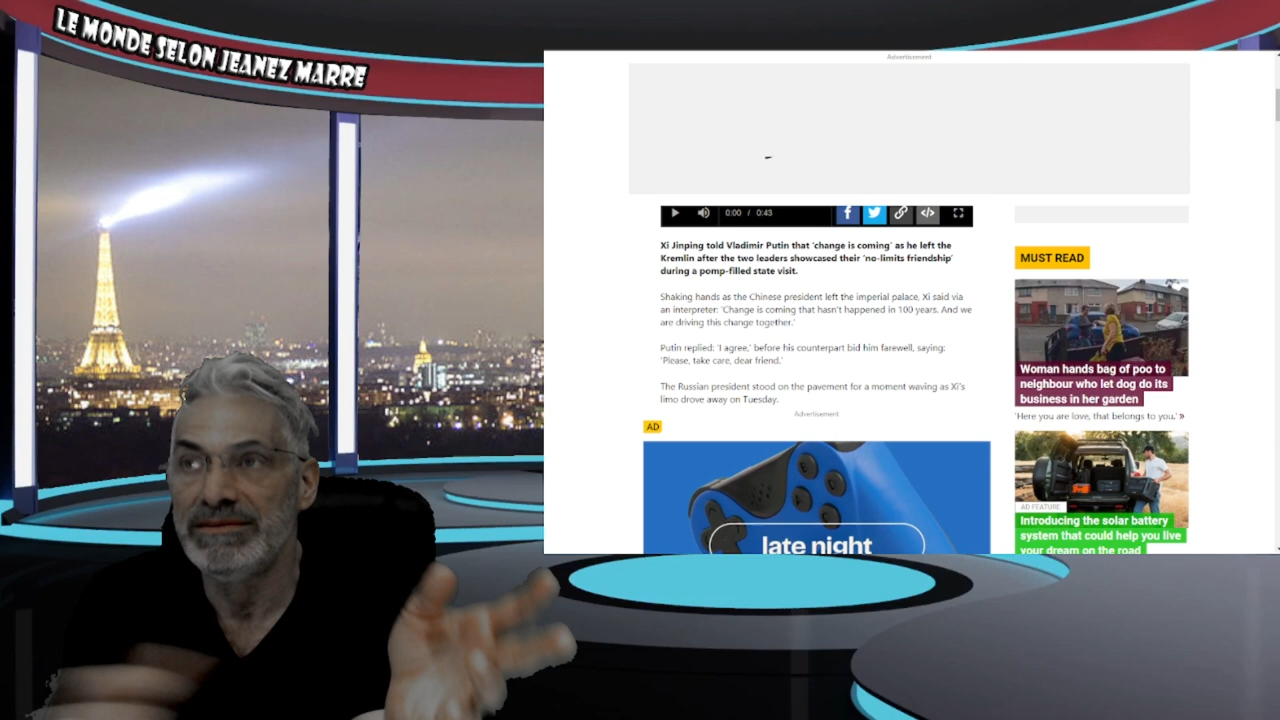 LE MONDE SELON JEANEZ MARRE
Advertisement
0:00 / 0:43
Xi Jinping told Vladimir Putin that 'change is coming' as he left the
Kremlin after the two leaders showcased their 'no-limits friendship'
during a pomp-filled state visit.
Shaking hands as the Chinese president left the imperial palace, Xi said via
an interpreter: 'Change is coming that hasn't happened in 100 years. And we
are driving this change together.'
Putin replied: 'I agree,' before his counterpart bid him farewell, saying:
'Please, take care, dear friend.'
The Russian president stood on the pavement for a moment waving as Xi's
limo drove away on Tuesday.
Advertisement
AD
late night
MUST READ
Woman hands bag of poo to
neighbour who let dog do its
business in her garden
'Here you are love, that belongs to you.' »
AD FEATURE
Introducing the solar battery
system that could help you live
your dream on the road